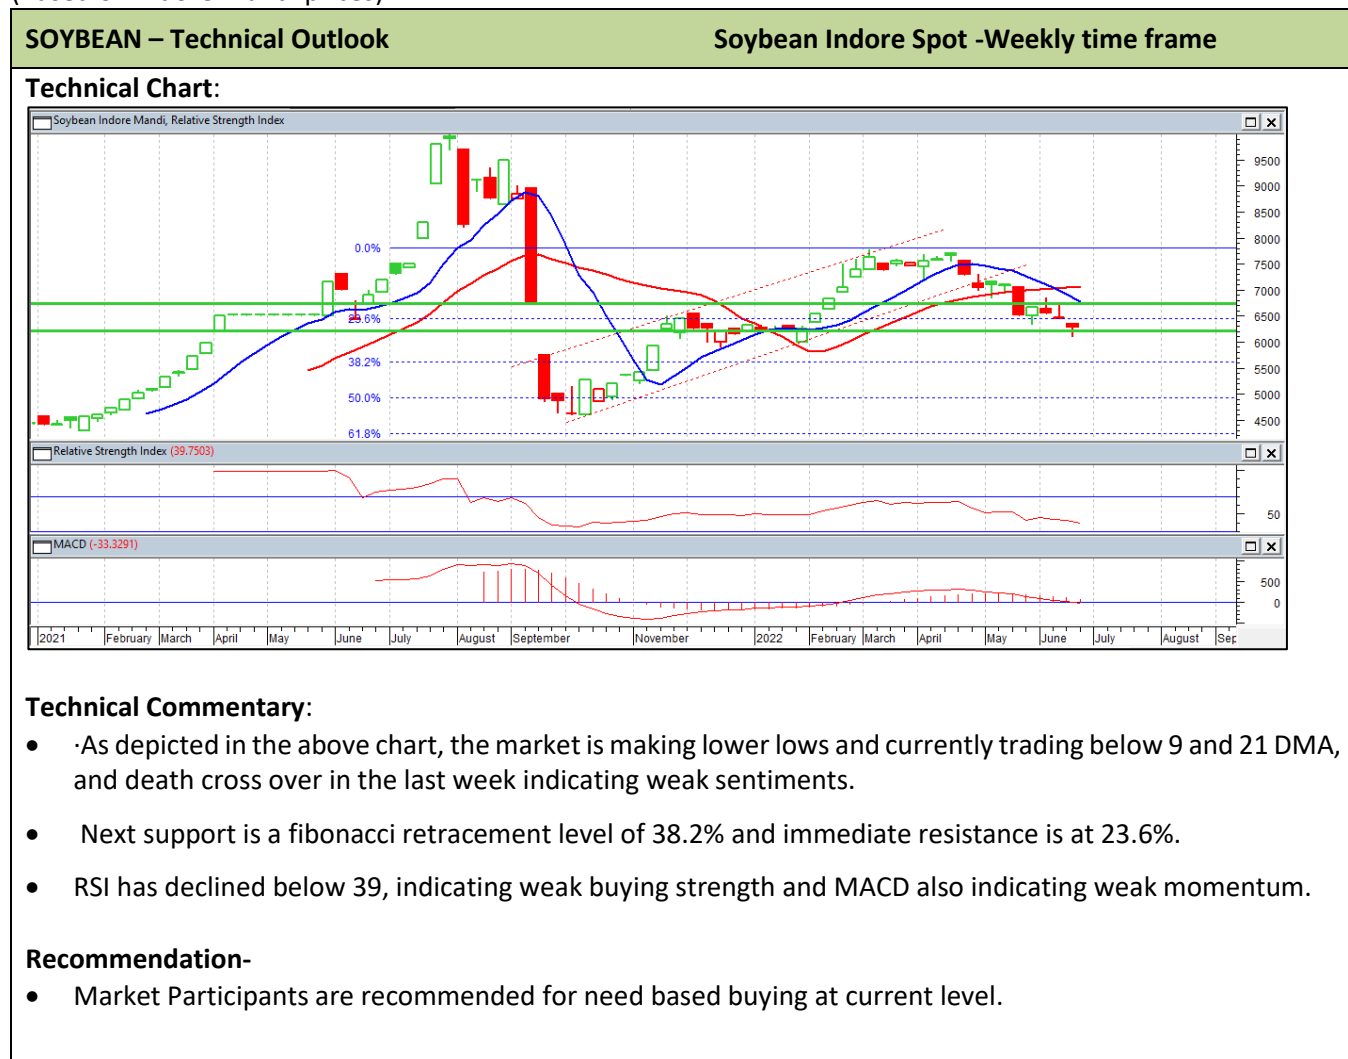 SOYBEAN – Technical Outlook Soybean Indore Spot -Weekly time frame
Technical Chart:
Soybean Indore Mandi, Relative Strength Index
9500
9000
8500
0.0% 8000
7500
7000
6500
6000
38.2% 5500
50.0% 5000
4500
61.8%
Relative Strength Index (39.7503)
50
MACD (-33.3291)
500
0
2021 February March April May June July August September November 2022 February March April May June July August Sep
Technical Commentary:
• ·As depicted in the above chart, the market is making lower lows and currently trading below 9 and 21 DMA,
and death cross over in the last week indicating weak sentiments.
• Next support is a fibonacci retracement level of 38.2% and immediate resistance is at 23.6%.
• RSI has declined below 39, indicating weak buying strength and MACD also indicating weak momentum.
Recommendation-
• Market Participants are recommended for need based buying at current level.